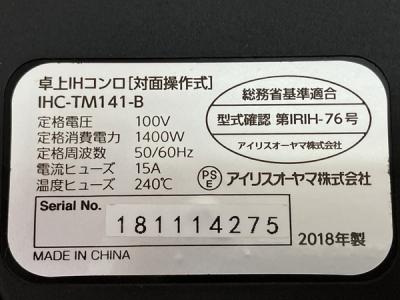 卓上IHコンロ[対面操作式]
IHC-TM141-B
定格電圧 100V
定格消費電力 1400W
定格周波数 50/60Hz
電流ヒューズ 15A
温度ヒューズ 240℃
総務省基準適合
型式確認 第IRIH-76号
アイリスオーヤマ株式会社
PSE アイリスオーヤマ株式会社
Serial No. 181114275
2018年製
MADE IN CHINA